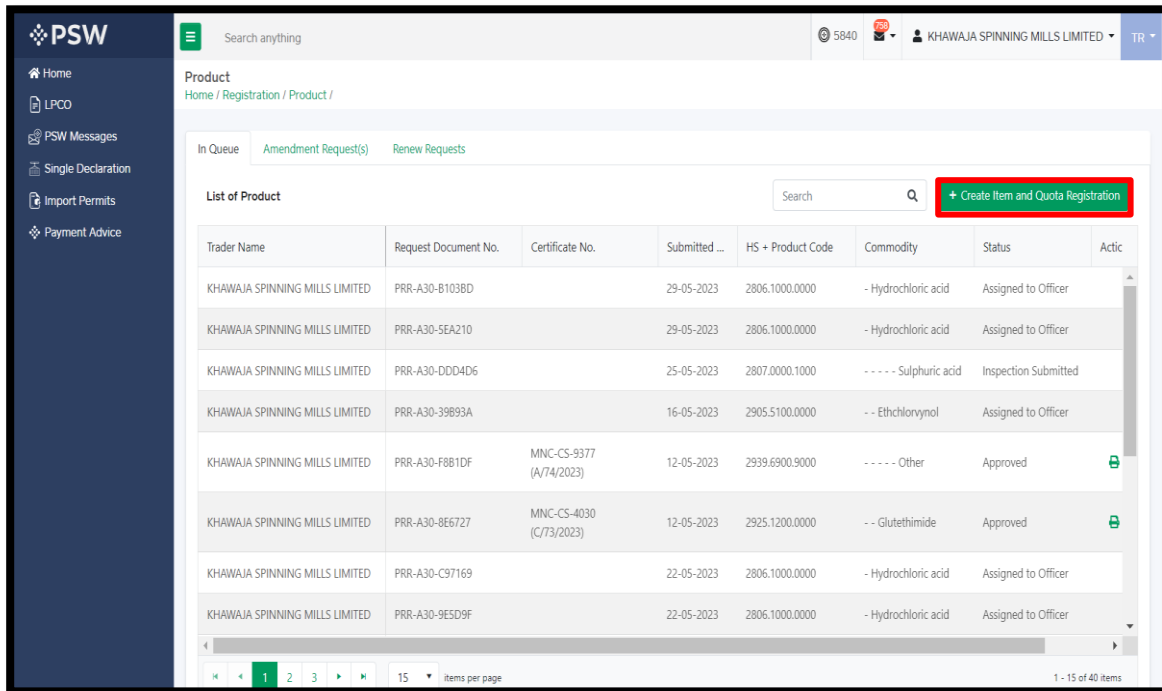 PSW
Search anything
5840
758
KHAWAJA SPINNING MILLS LIMITED
TR
Home
LPCO
PSW Messages
Single Declaration
Import Permits
Payment Advice
Product
Home / Registration / Product /
In Queue Amendment Request(s) Renew Requests
List of Product
Search
+ Create Item and Quota Registration
Trader Name Request Document No. Certificate No. Submitted ... HS + Product Code Commodity Status Actic
KHAWAJA SPINNING MILLS LIMITED PRR-A30-B103BD 29-05-2023 2806.1000.0000 - Hydrochloric acid Assigned to Officer
KHAWAJA SPINNING MILLS LIMITED PRR-A30-5EA210 29-05-2023 2806.1000.0000 - Hydrochloric acid Assigned to Officer
KHAWAJA SPINNING MILLS LIMITED PRR-A30-DDD4D6 25-05-2023 2807.0000.1000 - - - - - Sulphuric acid Inspection Submitted
KHAWAJA SPINNING MILLS LIMITED PRR-A30-39B93A 16-05-2023 2905.5100.0000 - - Ethchlorvynol Assigned to Officer
KHAWAJA SPINNING MILLS LIMITED PRR-A30-F8B1DF MNC-CS-9377 (A/74/2023) 12-05-2023 2939.6900.9000 - - - - - Other Approved
KHAWAJA SPINNING MILLS LIMITED PRR-A30-8E6727 MNC-CS-4030 (C/73/2023) 12-05-2023 2925.1200.0000 - - Glutethimide Approved
KHAWAJA SPINNING MILLS LIMITED PRR-A30-C97169 22-05-2023 2806.1000.0000 - Hydrochloric acid Assigned to Officer
KHAWAJA SPINNING MILLS LIMITED PRR-A30-9E5D9F 22-05-2023 2806.1000.0000 - Hydrochloric acid Assigned to Officer
1 2 3 15 items per page 1 - 15 of 40 items